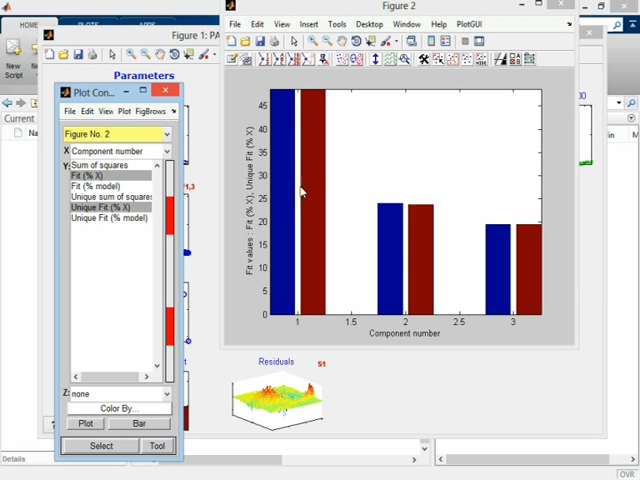 HOME
PLOTS
APPS
New
Script
Current
Details
OVR
Figure 1: PA
Parameters
Residuals
S1
Plot Con...
File Edit View Plot FigBrows
Figure No. 2
X Component number
Y: Sum of squares
Fit (% X)
Fit (% model)
Unique sum of squares
Unique Fit (% X)
Unique Fit (% model)
Z: none
Color By...
Plot Bar
Select Tool
Figure 2
File Edit View Insert Tools Desktop Window Help PlotGUI
Fit values : Fit (% X), Unique Fit (% X)
45
40
35
30
25
20
15
10
5
0
1 1.5 2 2.5 3
Component number